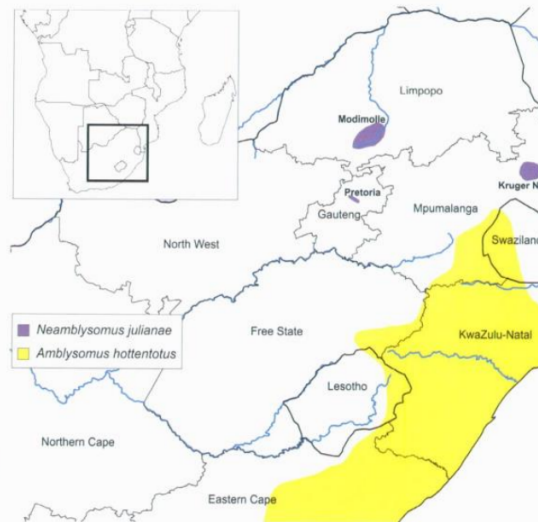 Limpopo
Modimolle
Kruger N
Pretoria
Gauteng
Mpumalanga
Swaziland
North West
Neamblysomus julianae
Amblysomus hottentotus
Free State
KwaZulu-Natal
Lesotho
Northern Cape
Eastern Cape